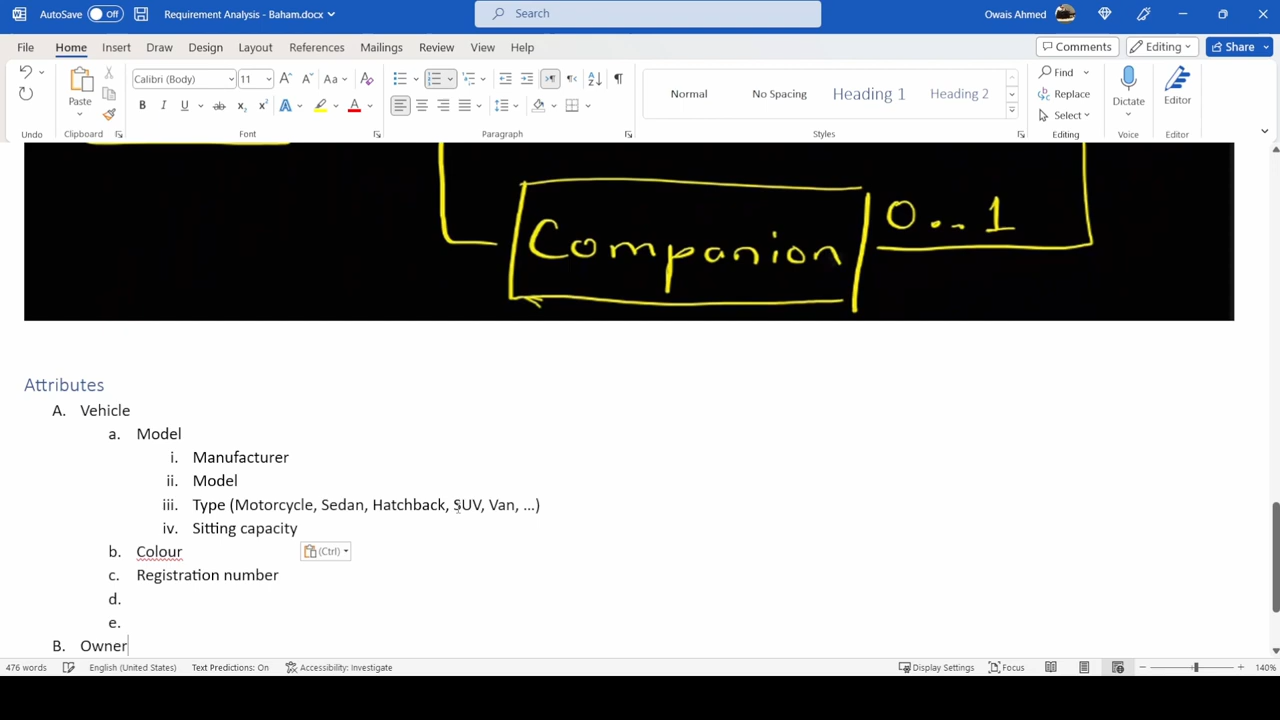 AutoSave Off Requirement Analysis - Baham.docx Search Owais Ahmed
File Home Insert Draw Design Layout References Mailings Review View Help Comments Editing Share
Paste Calibri (Body) 11 Normal No Spacing Heading 1 Heading 2 Find Replace Select Dictate Editor
Undo Clipboard Font Paragraph Styles Editing Voice Editor
Companion 0..1
Attributes
A. Vehicle
a. Model
i. Manufacturer
ii. Model
iii. Type (Motorcycle, Sedan, Hatchback, SUV, Van, ...)
iv. Sitting capacity
b. Colour (Ctrl)
c. Registration number
d.
e.
B. Owner
476 words English (United States) Text Predictions: On Accessibility: Investigate Display Settings Focus 140%